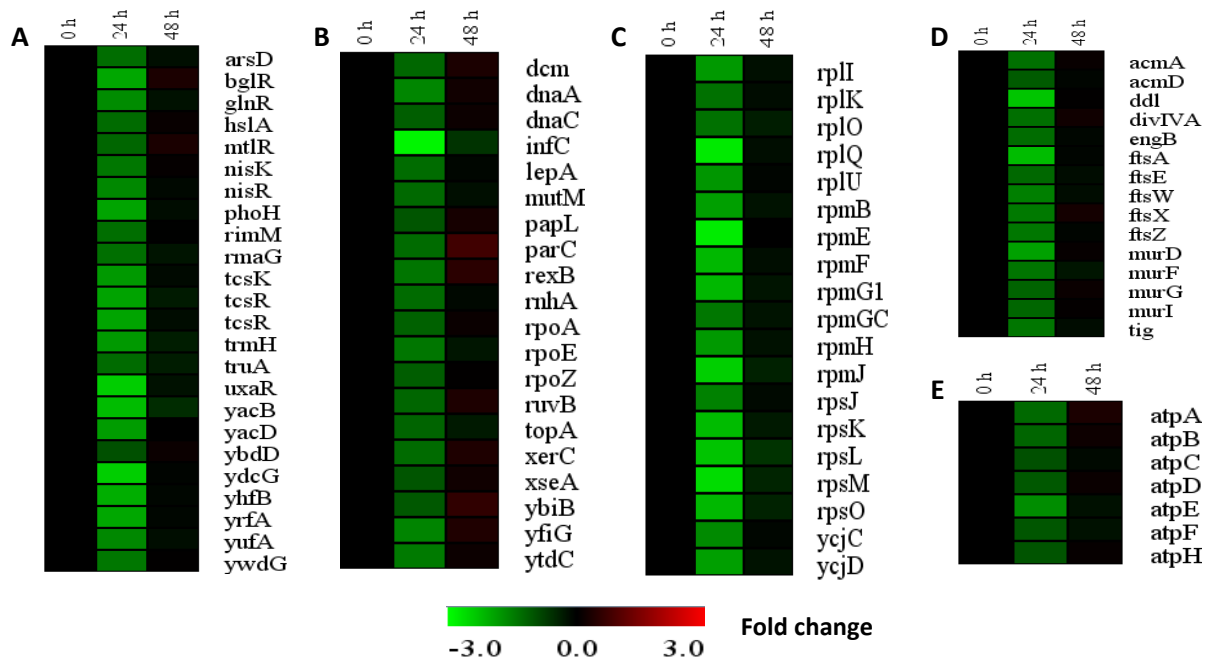 A
0 h
24 h
48 h
arsD
bglR
glnR
hslA
mtlR
nisK
nisR
phoH
rimM
rmaG
tcsK
tcsR
tcsR
trmH
truA
uxaR
yacB
yacD
ybdD
ydcG
yhfB
yrfA
yufA
ywdG
B
0 h
24 h
48 h
dcm
dnaA
dnaC
infC
lepA
mutM
papL
parC
rexB
rnhA
rpoA
rpoE
rpoZ
ruvB
topA
xerC
xseA
ybiB
yfiG
ytdC
C
0 h
24 h
48 h
rplI
rplK
rplO
rplQ
rplU
rpmB
rpmE
rpmF
rpmG1
rpmGC
rpmH
rpmJ
rpsJ
rpsK
rpsL
rpsM
rpsO
ycjC
ycjD
D
0 h
24 h
48 h
acmA
acmD
ddl
divIVA
engB
ftsA
ftsE
ftsW
ftsX
ftsZ
murD
murF
murG
murI
tig
E
0 h
24 h
48 h
atpA
atpB
atpC
atpD
atpE
atpF
atpH
-3.0 0.0 3.0
Fold change